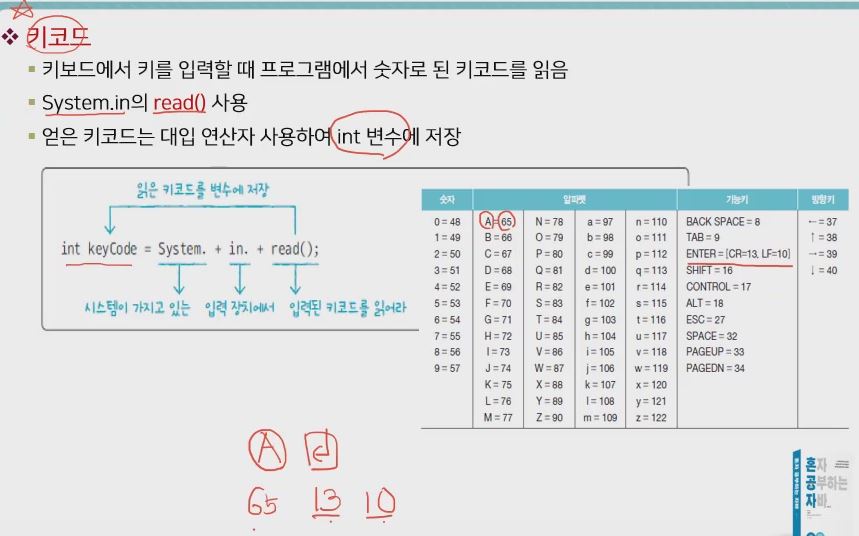 키코드
키보드에서 키를 입력할 때 프로그램에서 숫자로 된 키코드를 읽음
System.in의 read() 사용
얻은 키코드는 대입 연산자 사용하여 int 변수에 저장
읽은 키코드를 변수에 저장
int keyCode = System. + in. + read();
시스템이 가지고 있는 입력 장치에서 입력된 키코드를 읽어라
숫자 알파벳 기능키 방향키
0 = 48 A = 65 N = 78 a = 97 n = 110 BACK SPACE = 8 ← = 37
1 = 49 B = 66 O = 79 b = 98 o = 111 TAB = 9 ↑ = 38
2 = 50 C = 67 P = 80 c = 99 p = 112 ENTER = [CR=13, LF=10] → = 39
3 = 51 D = 68 Q = 81 d = 100 q = 113 SHIFT = 16 ↓ = 40
4 = 52 E = 69 R = 82 e = 101 r = 114 CONTROL = 17
5 = 53 F = 70 S = 83 f = 102 s = 115 ALT = 18
6 = 54 G = 71 T = 84 g = 103 t = 116 ESC = 27
7 = 55 H = 72 U = 85 h = 104 u = 117 SPACE = 32
8 = 56 I = 73 V = 86 i = 105 v = 118 PAGEUP = 33
9 = 57 J = 74 W = 87 j = 106 w = 119 PAGEDN = 34
K = 75 X = 88 k = 107 x = 120
L = 76 Y = 89 l = 108 y = 121
M = 77 Z = 90 m = 109 z = 122
A
65 13 10
혼자
공부하는
자바